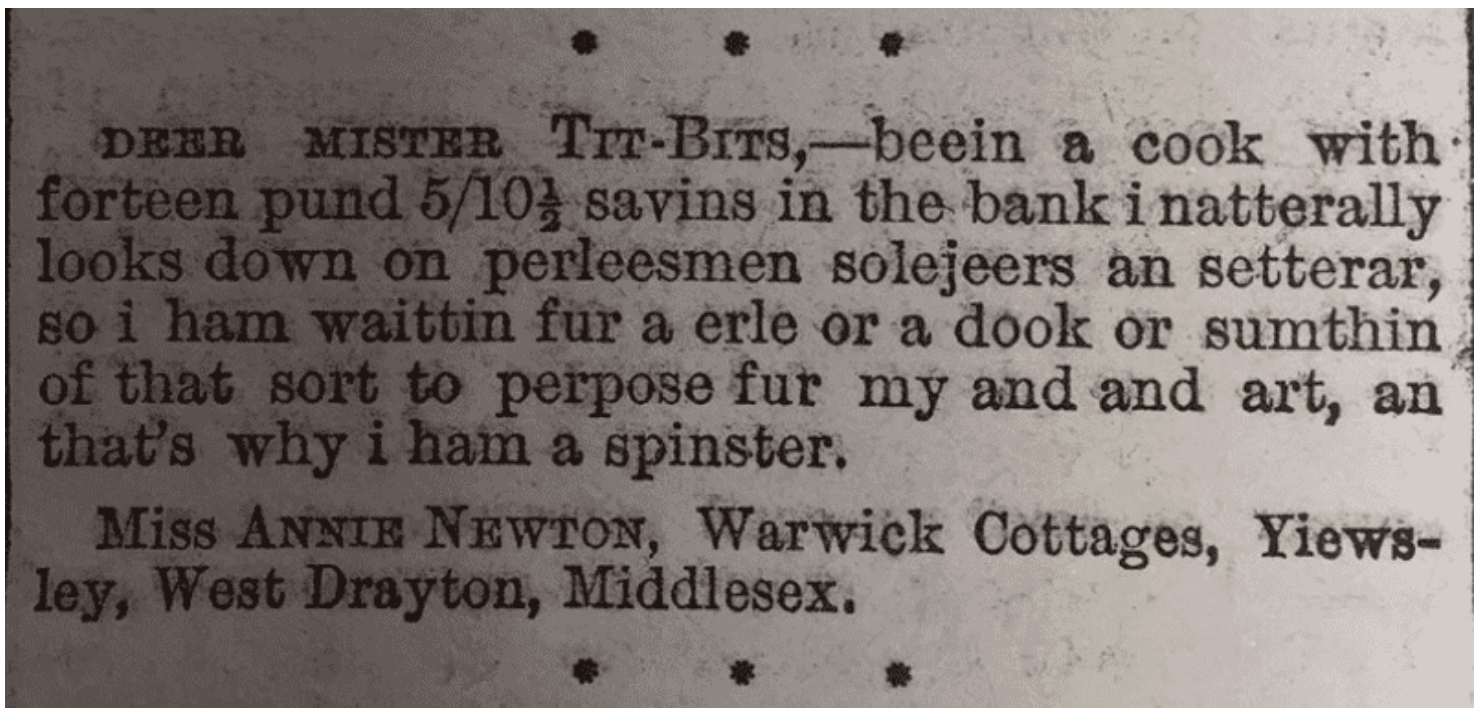 DEER MISTER TIT-BITS,—beein a cook with
forteen pund 5/10½ savins in the bank i natterally
looks down on perleesmen solejeers an setterar,
so i ham waittin fur a erle or a dook or sumthin
of that sort to perpose fur my and and art, an
that's why i ham a spinster.
Miss ANNIE NEWTON, Warwick Cottages, Yiews-
ley, West Drayton, Middlesex.